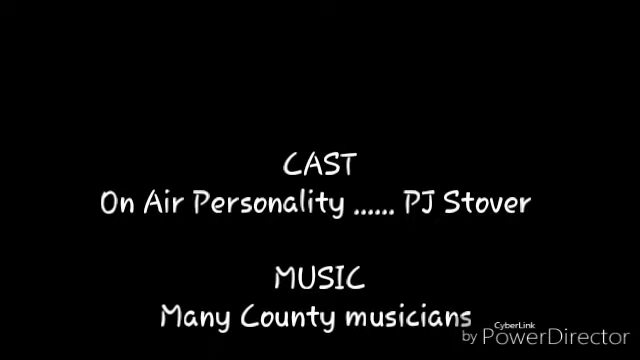 CAST
On Air Personality ...... PJ Stover
MUSIC
Many County musicians
CyberLink
by PowerDirector